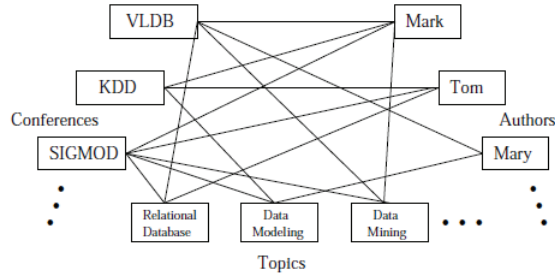 VLDB
Mark
KDD
Tom
Conferences
Authors
SIGMOD
Mary
Relational
Database
Data
Modeling
Data
Mining
Topics